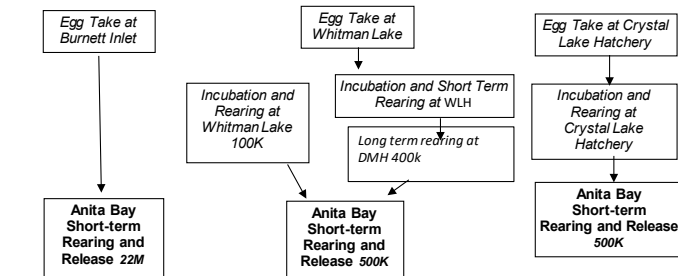 Egg Take at
Burnett Inlet
Anita Bay
Short-term
Rearing and
Release 22M
Egg Take at
Whitman Lake
Incubation and
Rearing at
Whitman Lake
100K
Incubation and Short Term
Rearing at WLH
Long term rearing at
DMH 400k
Anita Bay
Short-term
Rearing and
Release 500K
Egg Take at Crystal
Lake Hatchery
Incubation and
Rearing at
Crystal Lake
Hatchery
Anita Bay
Short-term
Rearing and Release
500K